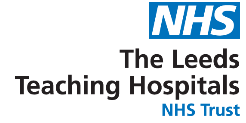 NHS
The Leeds
Teaching Hospitals
NHS Trust